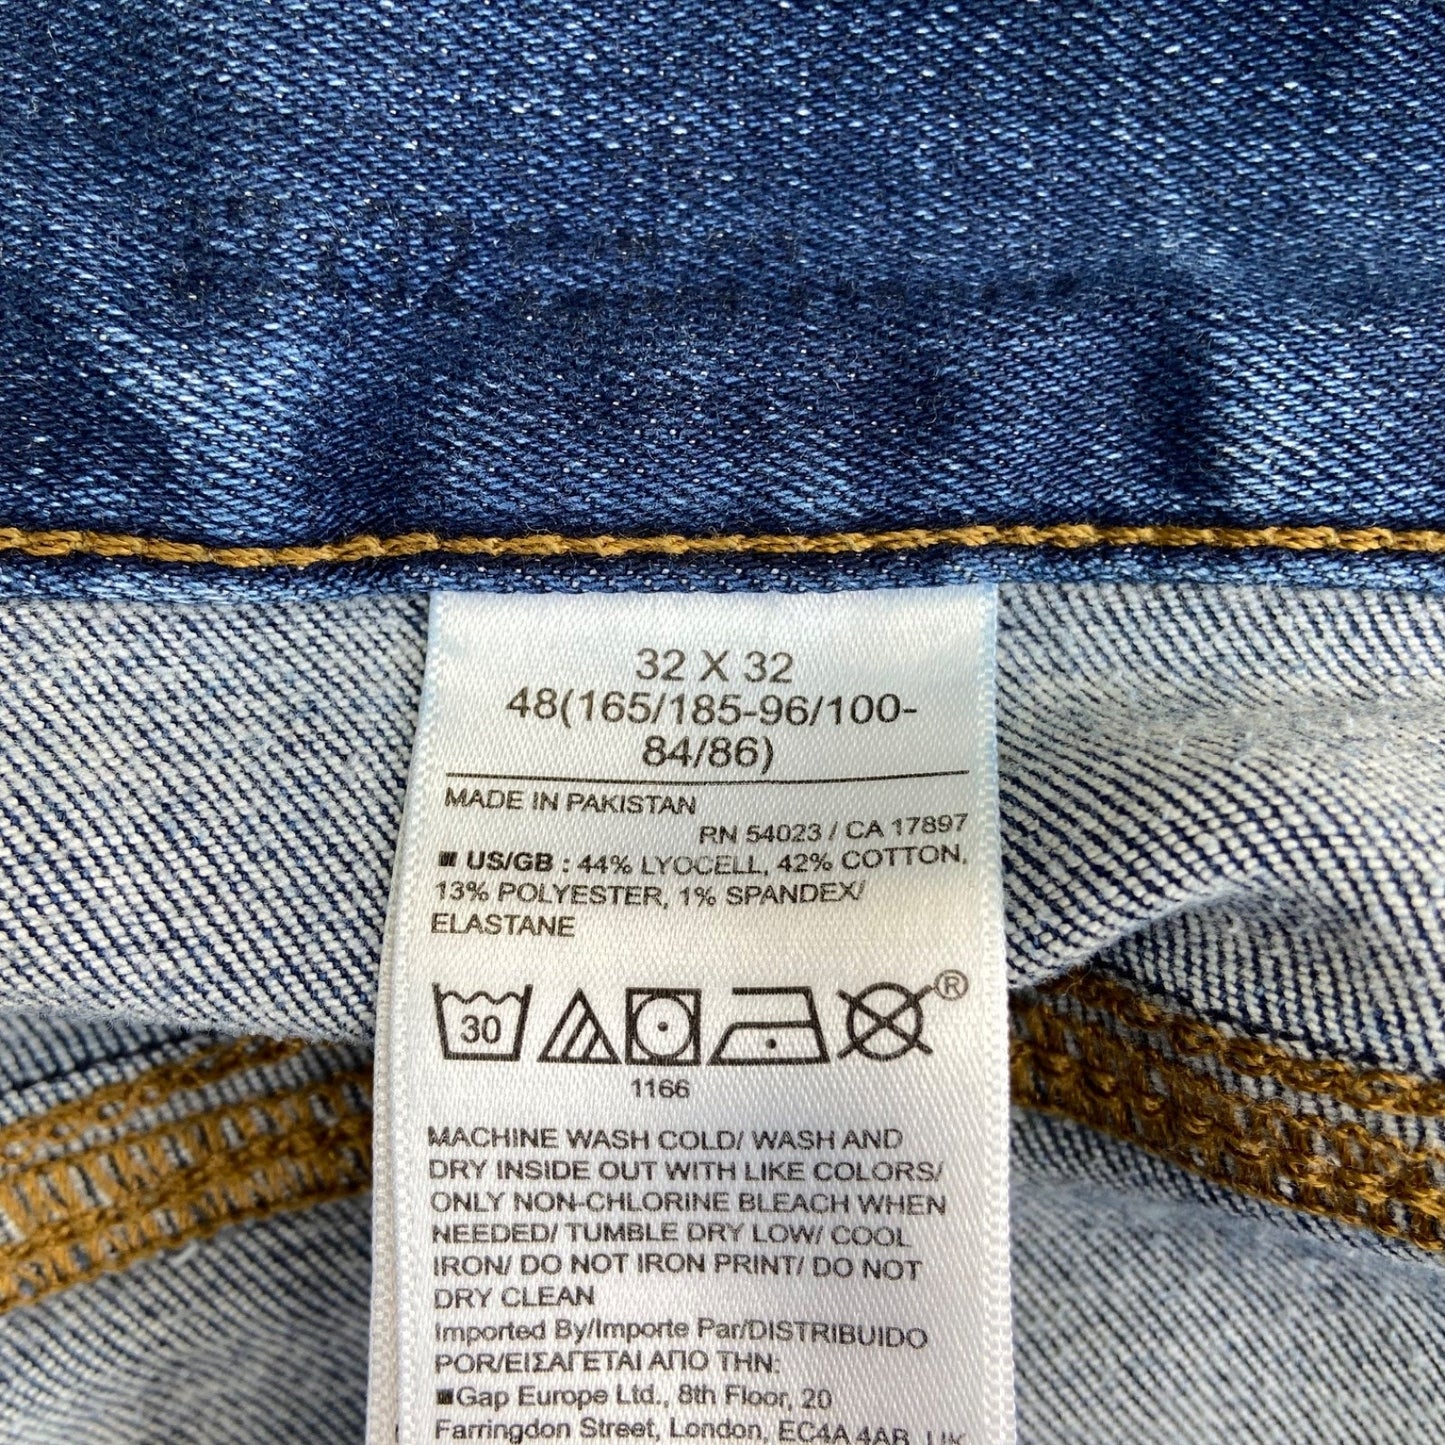 32 X 32
48(165/185-96/100-
84/86)
MADE IN PAKISTAN
RN 54023 / CA 17897
US/GB : 44% LYOCELL, 42% COTTON,
13% POLYESTER, 1% SPANDEX/
ELASTANE
30
®
1166
MACHINE WASH COLD/ WASH AND
DRY INSIDE OUT WITH LIKE COLORS/
ONLY NON-CHLORINE BLEACH WHEN
NEEDED/ TUMBLE DRY LOW/ COOL
IRON/ DO NOT IRON PRINT/ DO NOT
DRY CLEAN
Imported By/Importe Par/DISTRIBUIDO
POR/ΕΙΣΑΓΕΤΑΙ ΑΠΟ ΤΗΝ:
Gap Europe Ltd., 8th Floor, 20
Farringdon Street, London, EC4A 4AB, UK